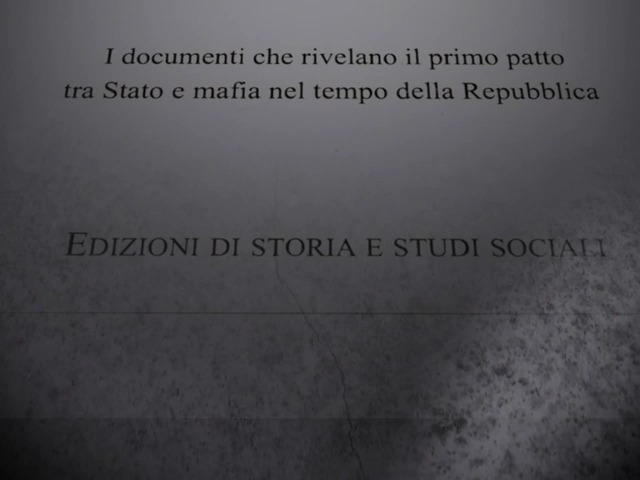 I documenti che rivelano il primo patto
tra Stato e mafia nel tempo della Repubblica
EDIZIONI DI STORIA E STUDI SOCIALI